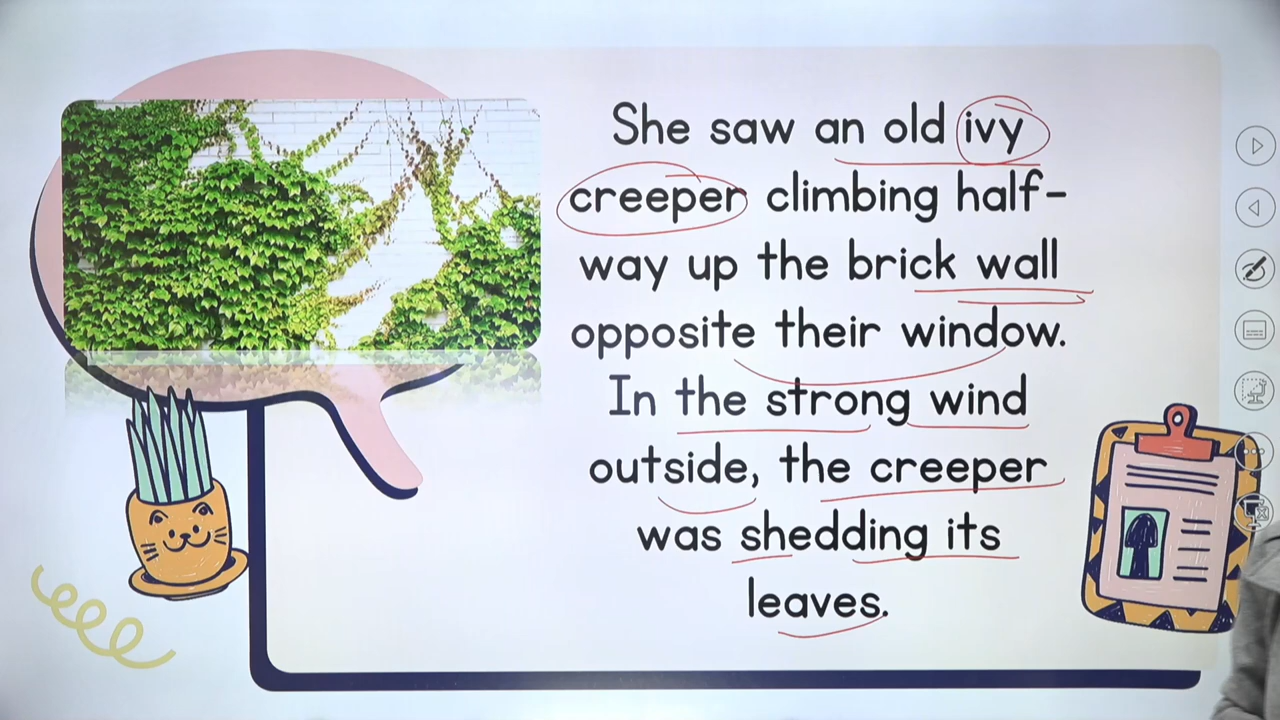 She saw an old ivy
creeper climbing half-
way up the brick wall
opposite their window.
In the strong wind
outside, the creeper
was shedding its
leaves.